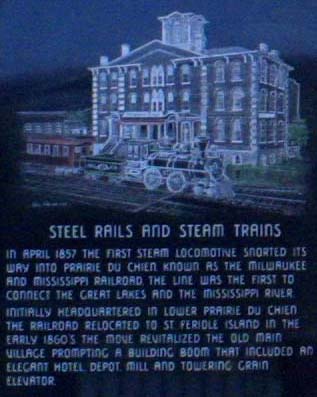 STEEL RAILS AND STEAM TRAINS
IN APRIL 1857 THE FIRST STEAM LOCOMOTIVE SNORTED ITS
WAY INTO PRAIRIE DU CHIEN KNOWN AS THE MILWAUKEE
AND MISSISSIPPI RAILROAD, THE LINE WAS THE FIRST TO
CONNECT THE GREAT LAKES AND THE MISSISSIPPI RIVER.
INITIALLY HEADQUARTERED IN LOWER PRAIRIE DU CHIEN
THE RAILROAD RELOCATED TO ST FERIOLE ISLAND IN THE
EARLY 1860'S THE MOVE REVITALIZED THE OLD MAIN
VILLAGE PROMPTING A BUILDING BOOM THAT INCLUDED AN
ELEGANT HOTEL DEPOT, MILL AND TOWERING GRAIN
ELEVATOR.